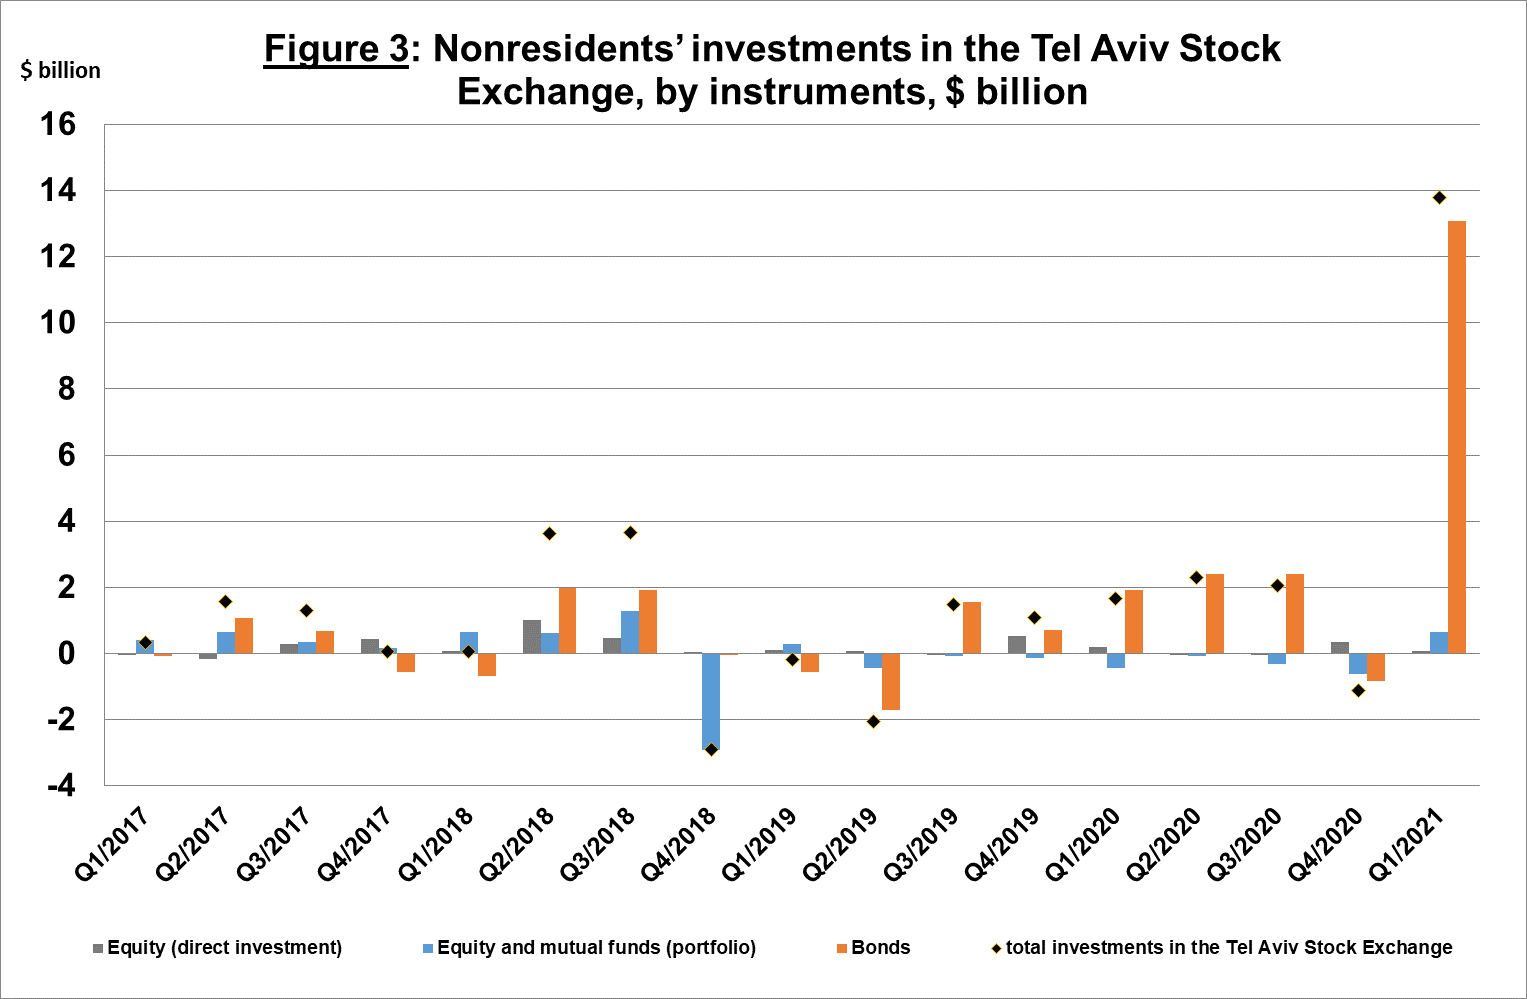 Figure 3: Nonresidents’ investments in the Tel Aviv Stock
Exchange, by instruments, $ billion
$ billion
16
14
12
10
8
6
4
2
0
-2
-4
Q1/2017
Q2/2017
Q3/2017
Q4/2017
Q1/2018
Q2/2018
Q3/2018
Q4/2018
Q1/2019
Q2/2019
Q3/2019
Q4/2019
Q1/2020
Q2/2020
Q3/2020
Q4/2020
Q1/2021
Equity (direct investment)
Equity and mutual funds (portfolio)
Bonds
total investments in the Tel Aviv Stock Exchange